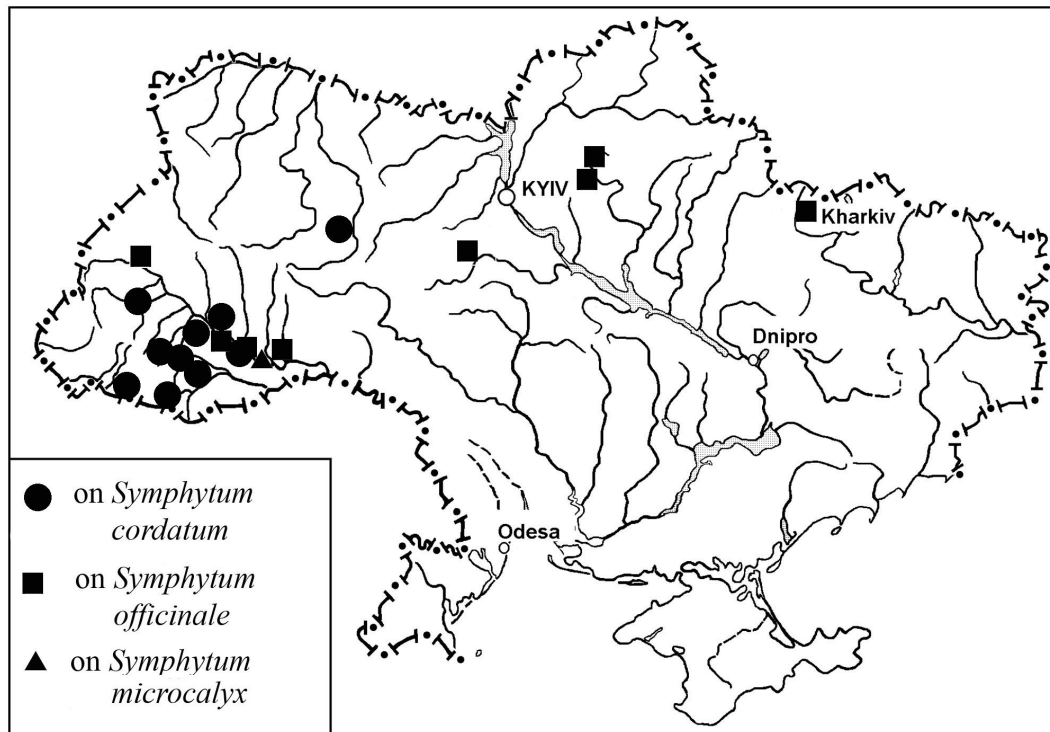 KYIV
Kharkiv
Dnipro
Odesa
on Symphytum
cordatum
on Symphytum
officinale
on Symphytum
microcalyx